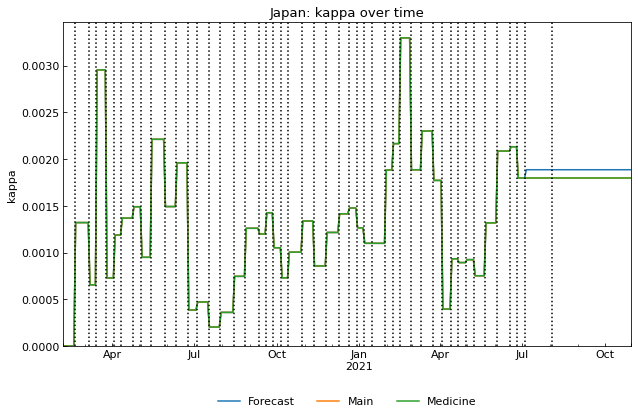 Japan: kappa over time
kappa
0.0030
0.0025
0.0020
0.0015
0.0010
0.0005
0.0000
Apr Jul Oct Jan Apr Jul Oct
2021
Forecast Main Medicine